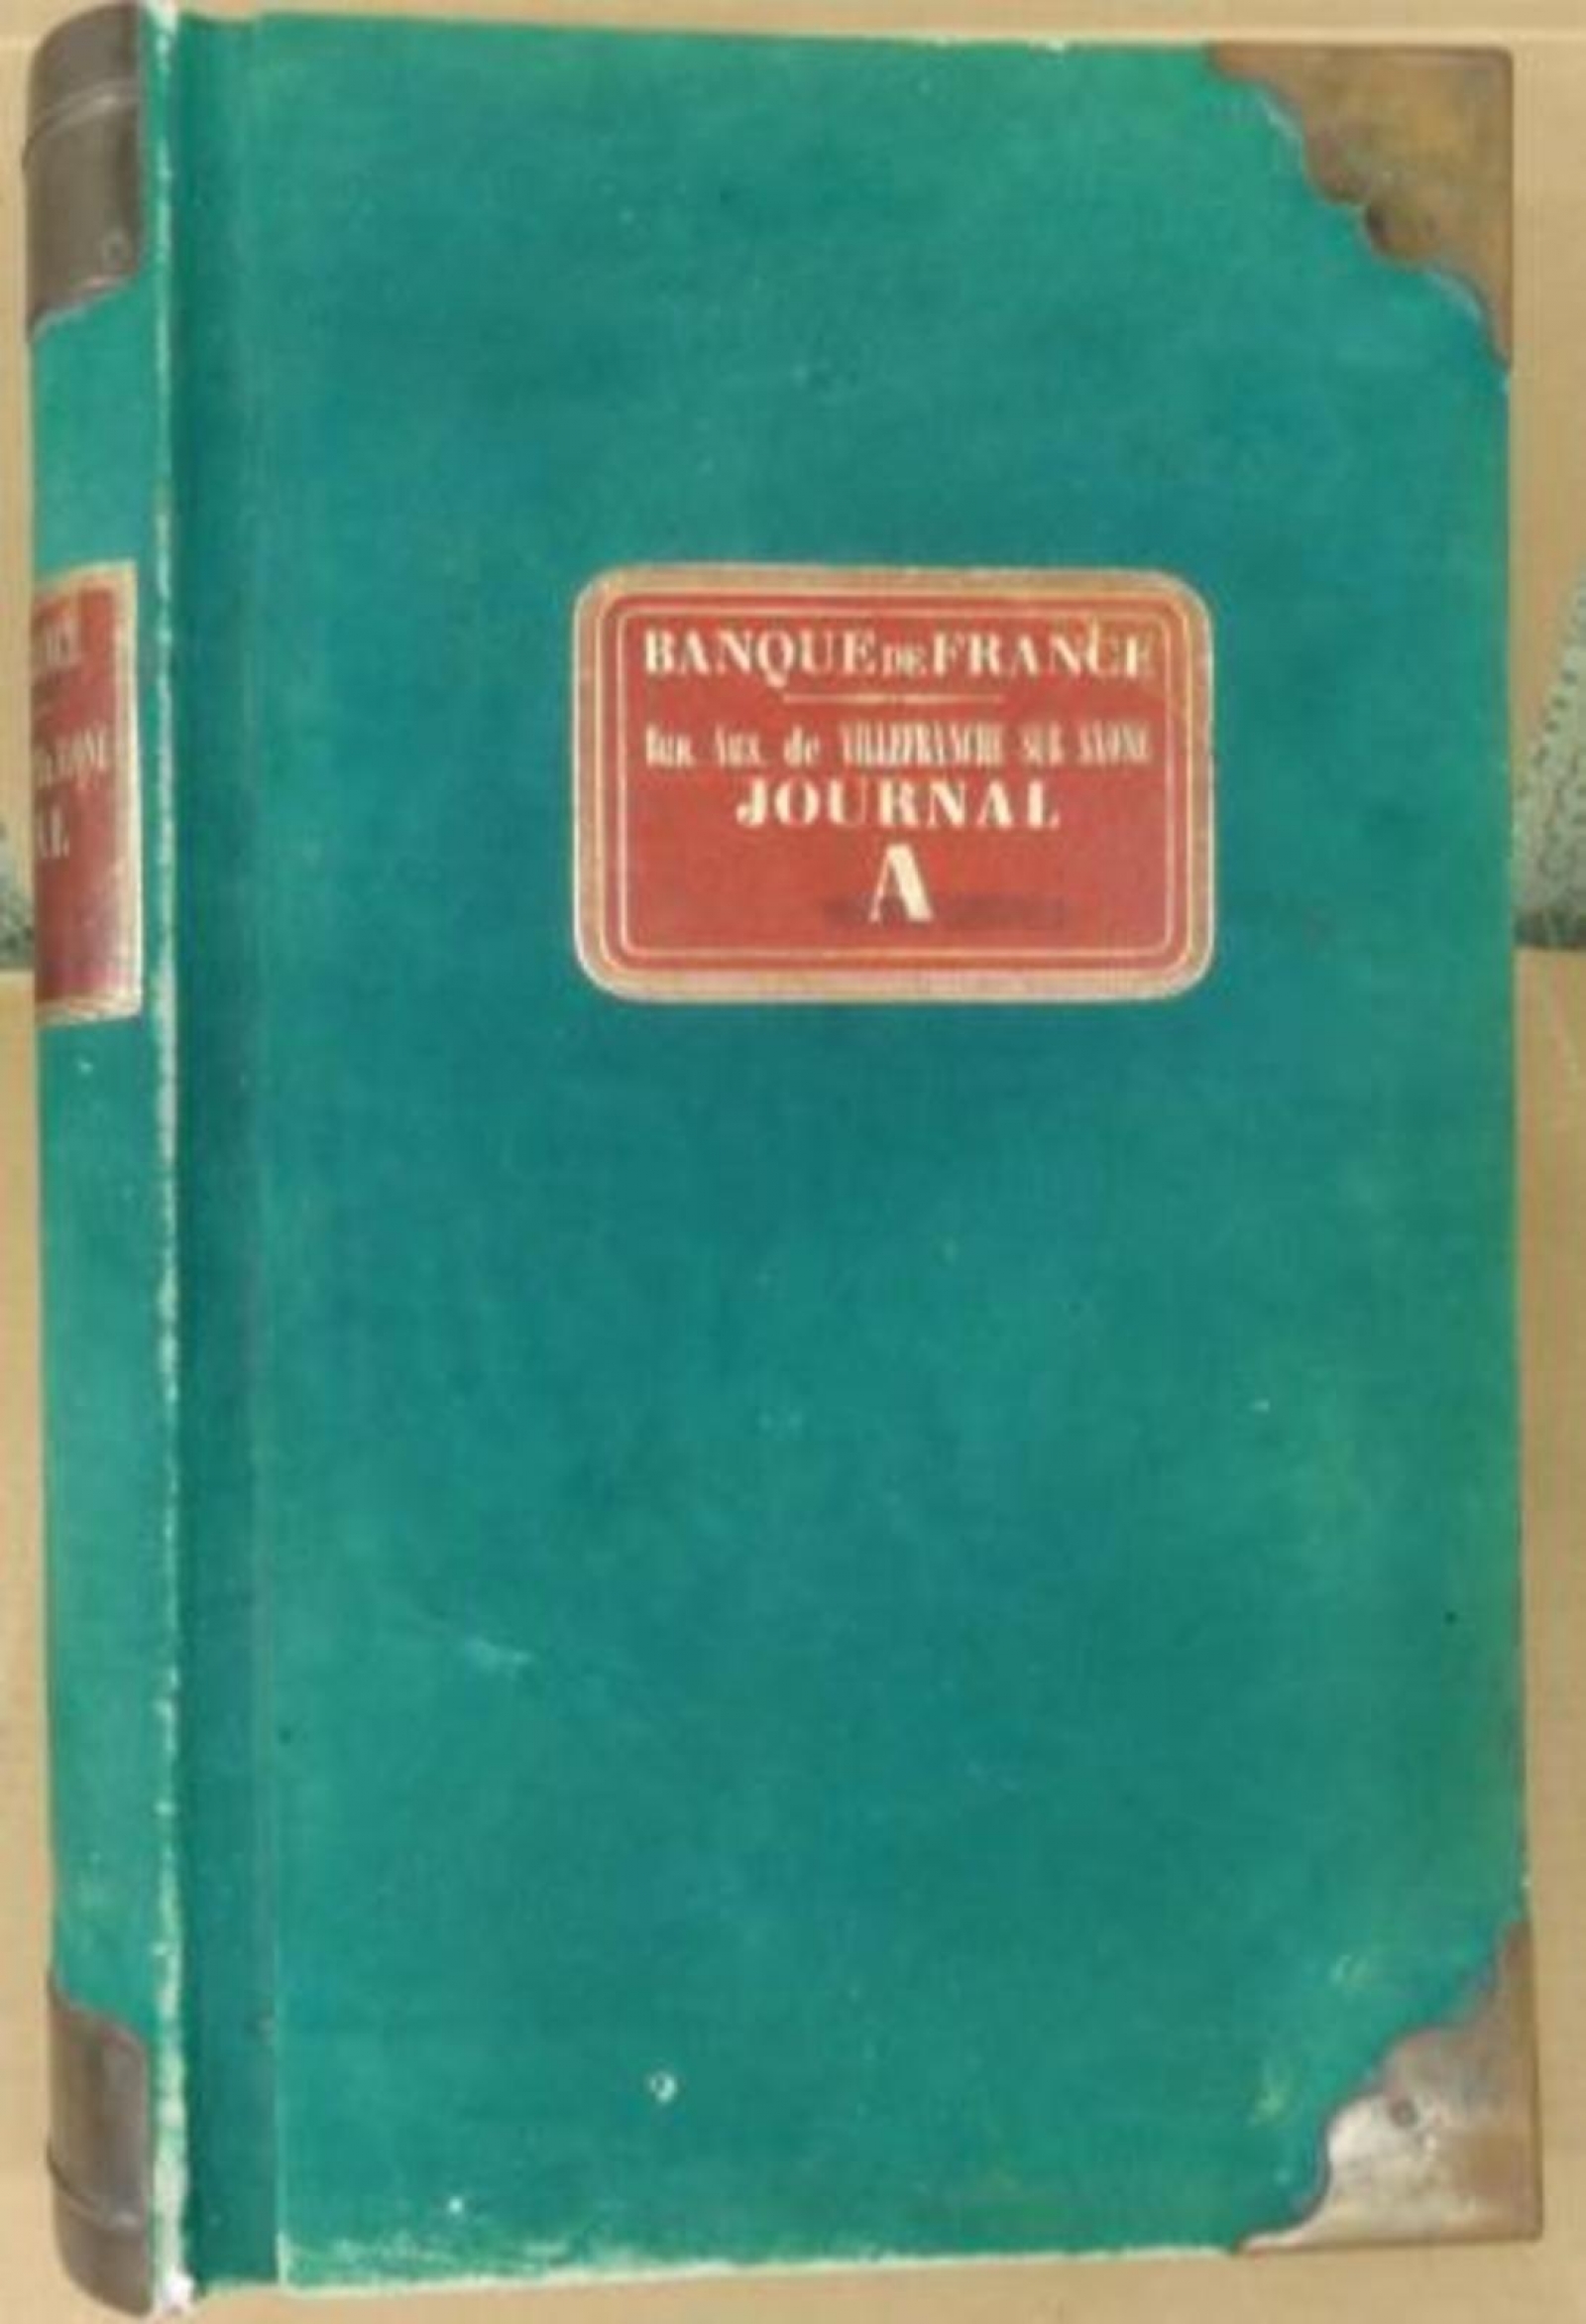 BANQUE DE FRANCE
Bur. Aux. de VILLEFRANCHE SUR SAONE
JOURNAL
A